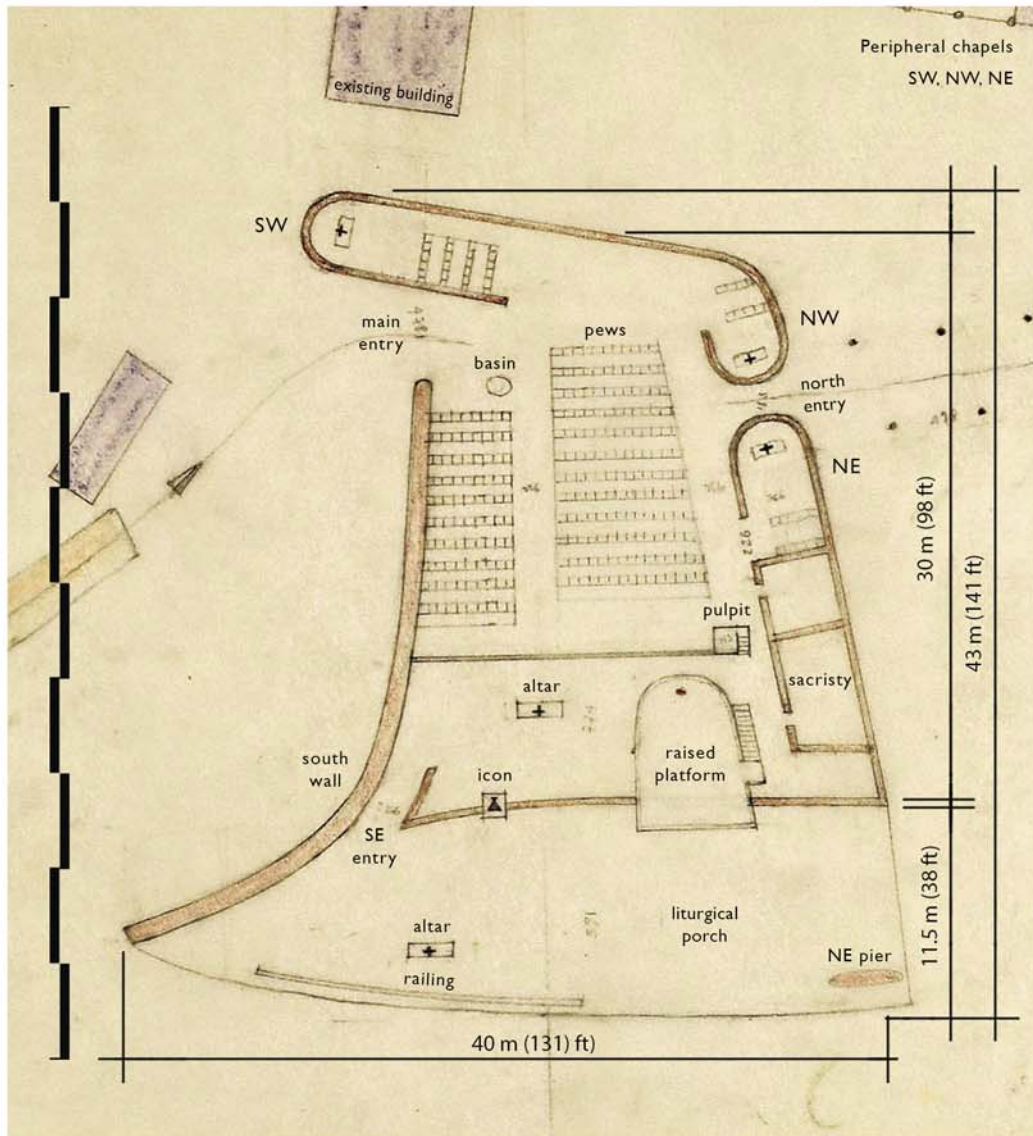 Peripheral chapels
SW, NW, NE
existing building
SW
NW
main
entry
pews
basin
north
entry
NE
pulpit
sacristy
altar
raised
platform
south
wall
icon
SE
entry
altar
railing
liturgical
porch
NE pier
30 m (98 ft)
43 m (141 ft)
11.5 m (38 ft)
40 m (131) ft)